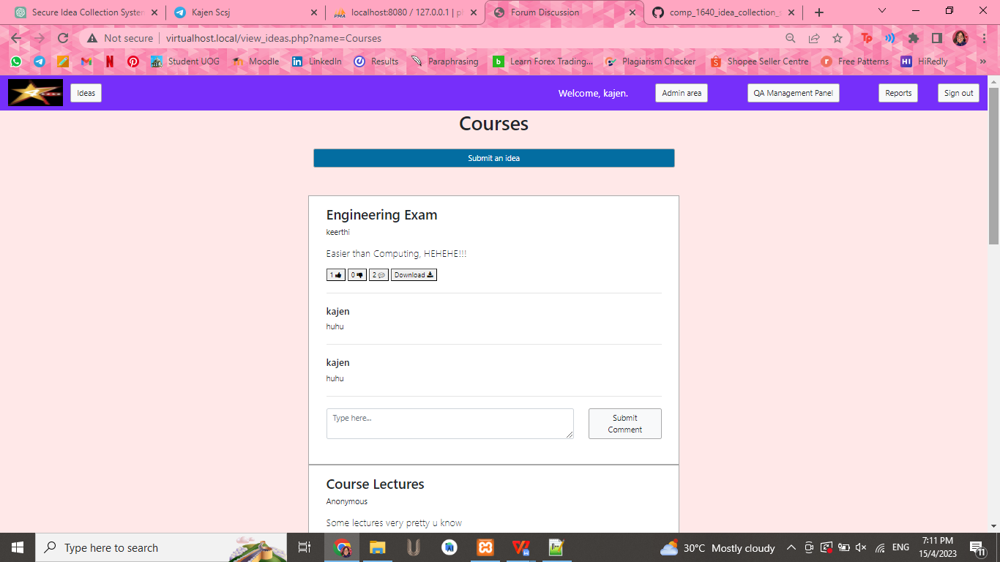 Secure Idea Collection System
Kajen Scsj
localhost:8080 / 127.0.0.1 | p
Forum Discussion
comp_1640_idea_collection_s
Not secure
virtualhost.local/view_ideas.php?name=Courses
Student UOG
Moodle
LinkedIn
Results
Paraphrasing
Learn Forex Trading...
Plagiarism Checker
Shopee Seller Centre
Free Patterns
HiRedly
Ideas
Welcome, kajen.
Admin area
QA Management Panel
Reports
Sign out
Courses
Submit an idea
Engineering Exam
keerthi
Easier than Computing, HEHEHE!!!
1
0
2
Download
kajen
huhu
kajen
huhu
Type here...
Submit
Comment
Course Lectures
Anonymous
Some lectures very pretty u know
Type here to search
30°C Mostly cloudy
ENG
7:11 PM
15/4/2023
11